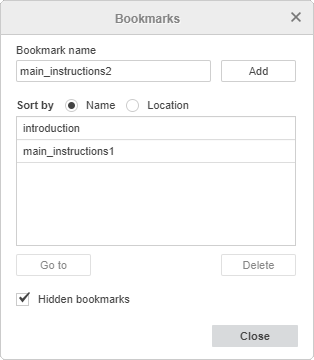 Bookmarks
Bookmark name
main_instructions2 Add
Sort by Name Location
introduction
main_instructions1
Go to Delete
Hidden bookmarks
Close